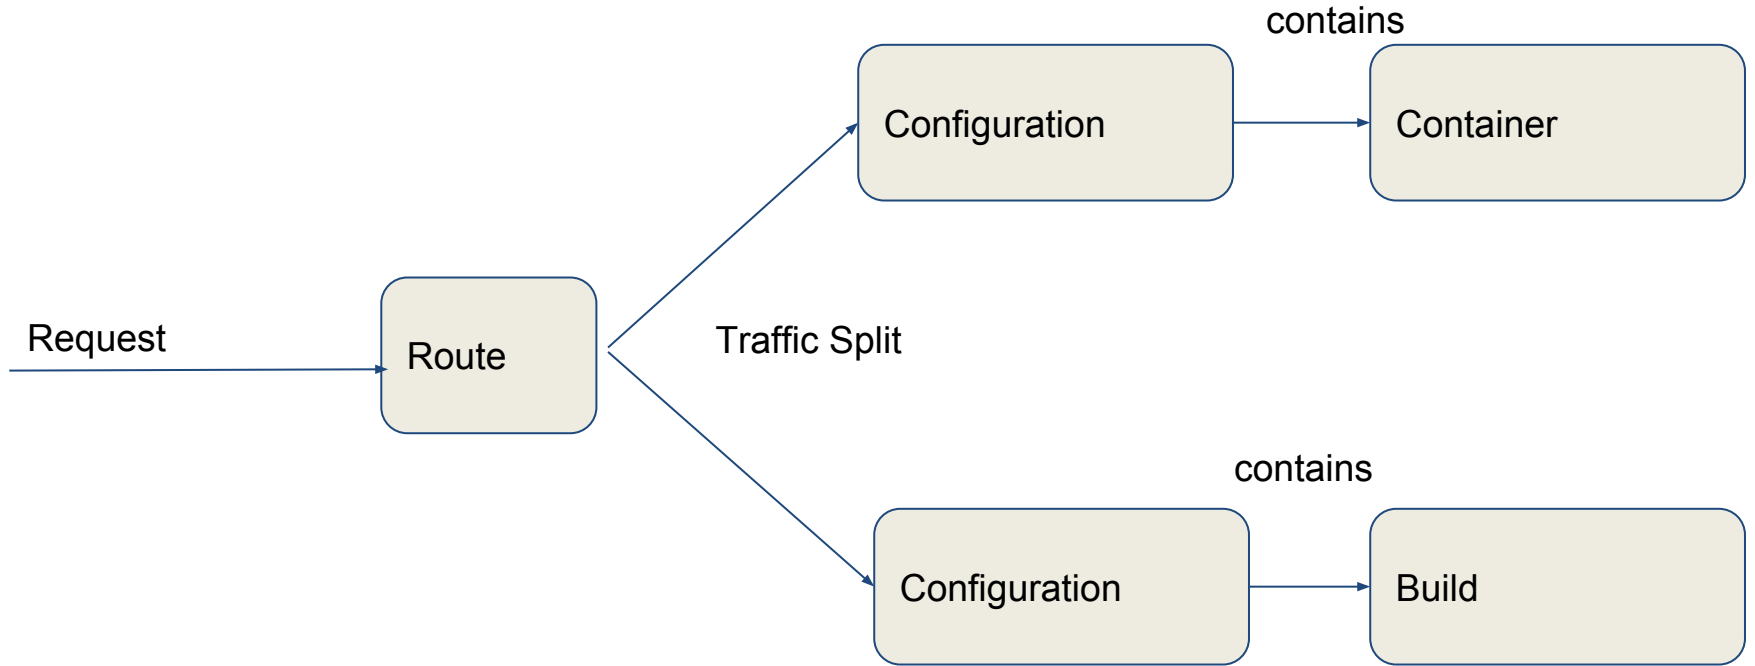 contains
Configuration
Container
Request
Route
Traffic Split
contains
Configuration
Build